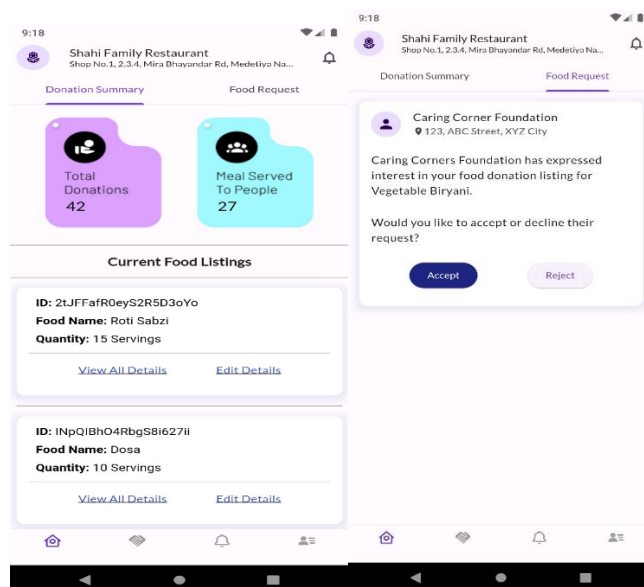 9:18
Shahi Family Restaurant
Shop No.1, 2.3.4, Mira Bhayandar Rd, Medetiya Na...
Donation Summary
Food Request
Total
Donations
42
Meal Served
To People
27
Current Food Listings
ID: 2tJFFafR0eyS2R5D3oYo
Food Name: Roti Sabzi
Quantity: 15 Servings
View All Details
Edit Details
ID: INpQIBhO4RbgS8i627ii
Food Name: Dosa
Quantity: 10 Servings
View All Details
Edit Details
9:18
Shahi Family Restaurant
Shop No.1, 2.3.4, Mira Bhayandar Rd, Medetiya Na...
Donation Summary
Food Request
Caring Corner Foundation
123, ABC Street, XYZ City
Caring Corners Foundation has expressed
interest in your food donation listing for
Vegetable Biryani.
Would you like to accept or decline their
request?
Accept
Reject